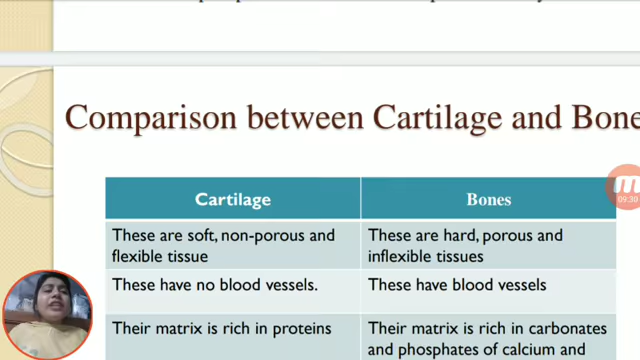 Comparison between Cartilage and Bone
Cartilage
Bones
These are soft, non-porous and
flexible tissue
These are hard, porous and
inflexible tissues
These have no blood vessels.
These have blood vessels
Their matrix is rich in proteins
Their matrix is rich in carbonates
and phosphates of calcium and
09:30